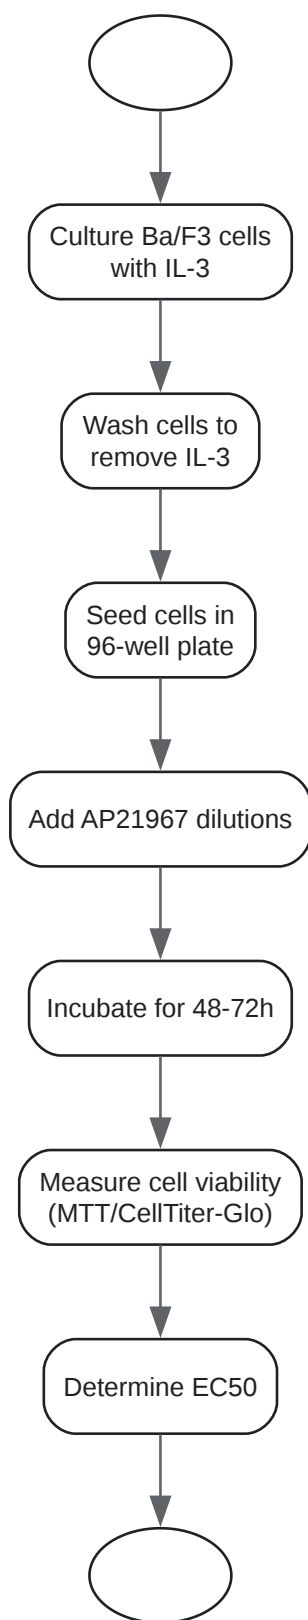 Culture Ba/F3 cells
with IL-3
Wash cells to
remove IL-3
Seed cells in
96-well plate
Add AP21967 dilutions
Incubate for 48-72h
Measure cell viability
(MTT/CellTiter-Glo)
Determine EC50